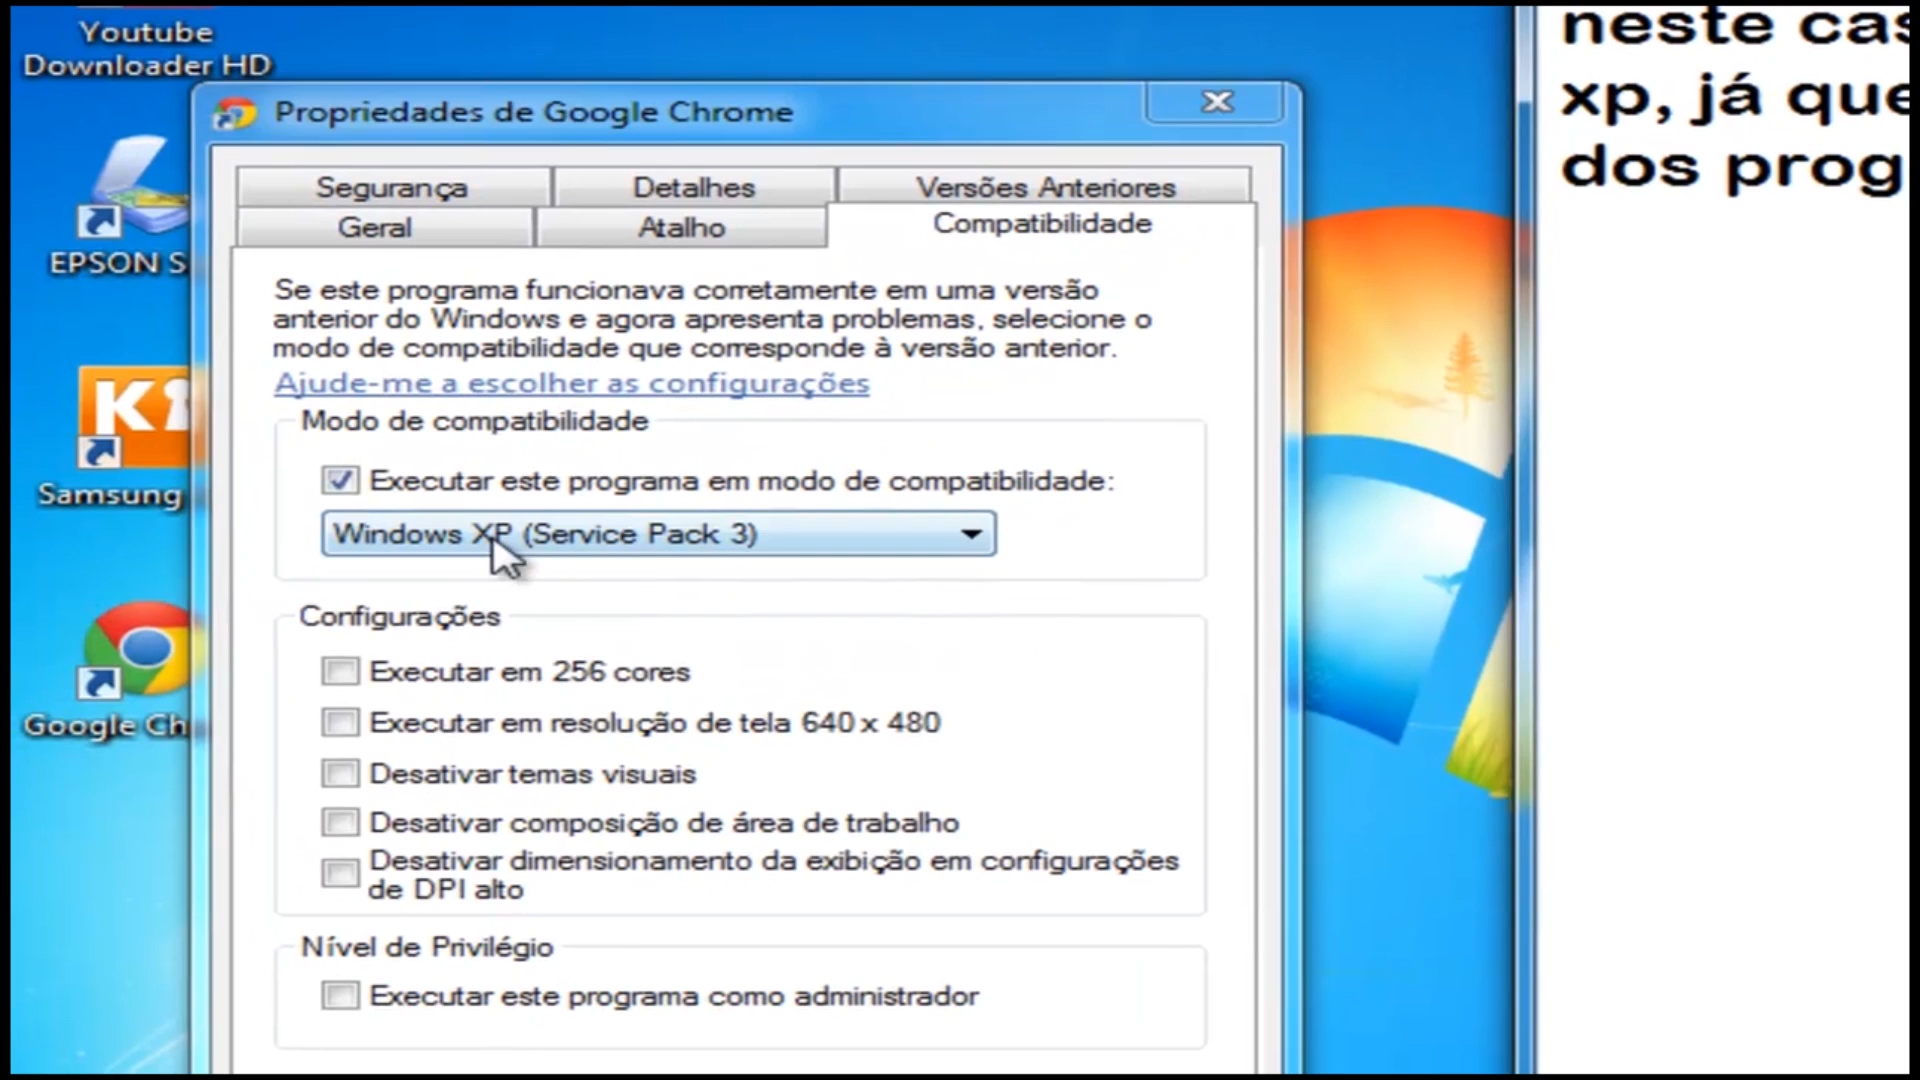 Youtube
Downloader HD
EPSON
Samsung
Google
Propriedades de Google Chrome
Segurança
Detalhes
Versões Anteriores
Geral
Atalho
Compatibilidade
Se este programa funcionava corretamente em uma versão
anterior do Windows e agora apresenta problemas, selecione o
modo de compatibilidade que corresponde à versão anterior.
Ajude-me a escolher as configurações
Modo de compatibilidade
Executar este programa em modo de compatibilidade:
Windows XP (Service Pack 3)
Configurações
Executar em 256 cores
Executar em resolução de tela 640 x 480
Desativar temas visuais
Desativar composição de área de trabalho
Desativar dimensionamento da exibição em configurações
de DPI alto
Nível de Privilégio
Executar este programa como administrador
neste
xp, já que
dos